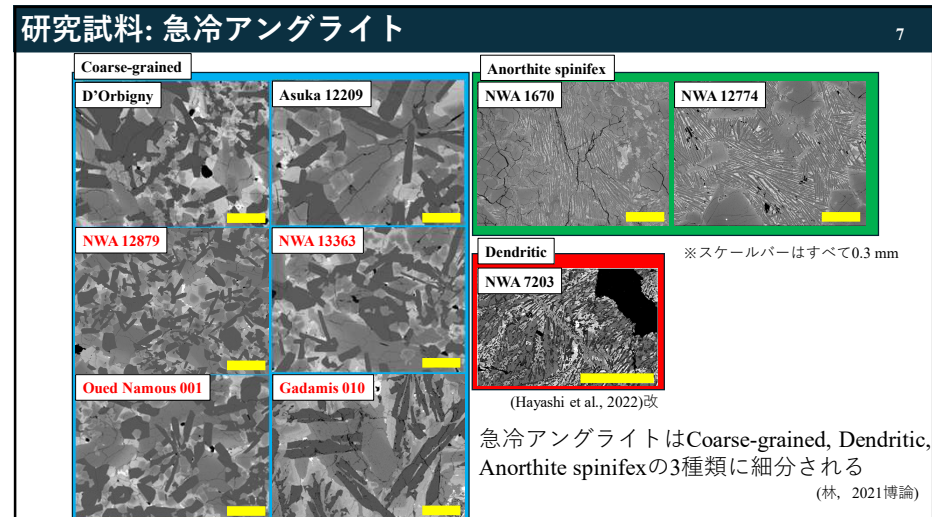 研究試料: 急冷アングライト
7
Coarse-grained
D’Orbigny
Asuka 12209
NWA 12879
NWA 13363
Oued Namous 001
Gadamis 010
Anorthite spinifex
NWA 1670
NWA 12774
※スケールバーはすべて0.3 mm
Dendritic
NWA 7203
(Hayashi et al., 2022)改
急冷アングライトはCoarse-grained, Dendritic,
Anorthite spinifexの3種類に細分される
(林, 2021博論)